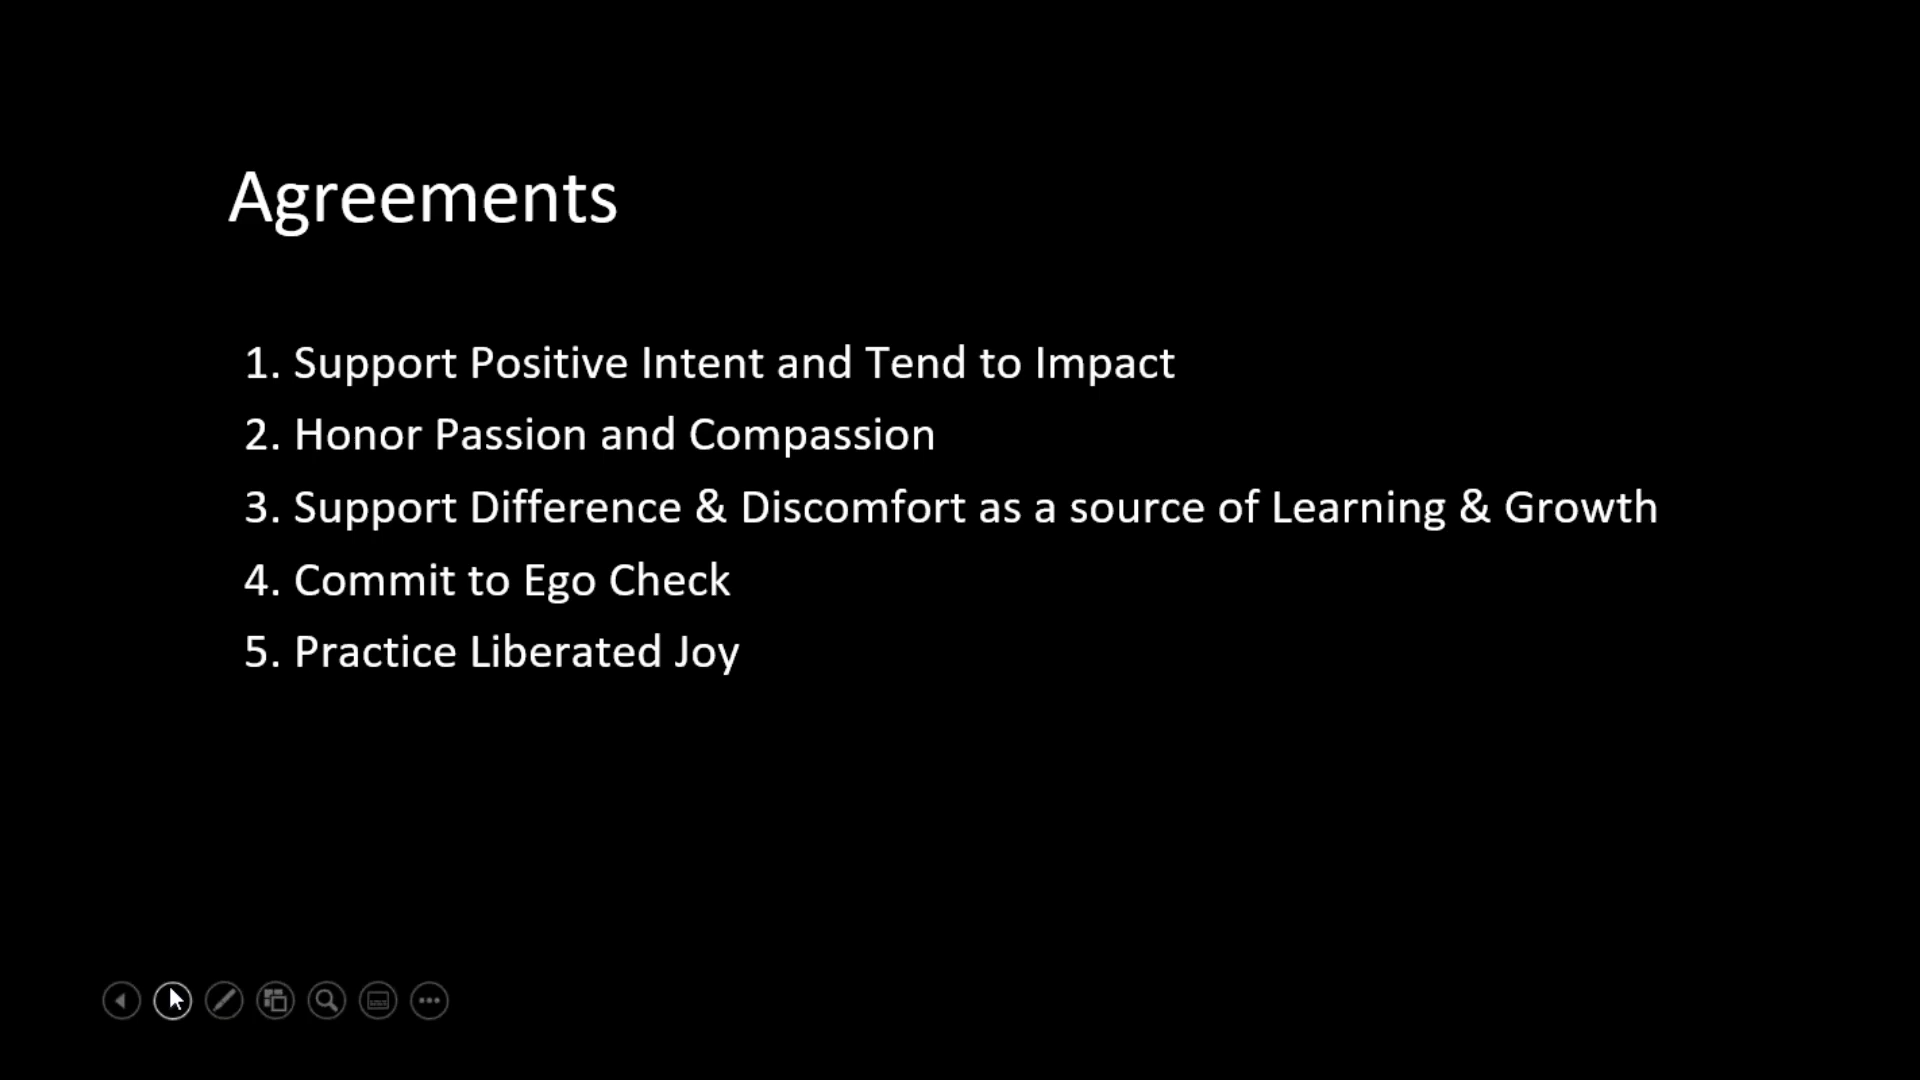 Agreements
1. Support Positive Intent and Tend to Impact
2. Honor Passion and Compassion
3. Support Difference & Discomfort as a source of Learning & Growth
4. Commit to Ego Check
5. Practice Liberated Joy